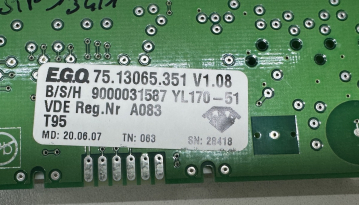 E.G.O. 75.13065.351 V1.08
B/S/H 9000031587 YL170-51
VDE Reg.Nr A083
T95
MD: 20.06.07 TN: 063 SN: 28418